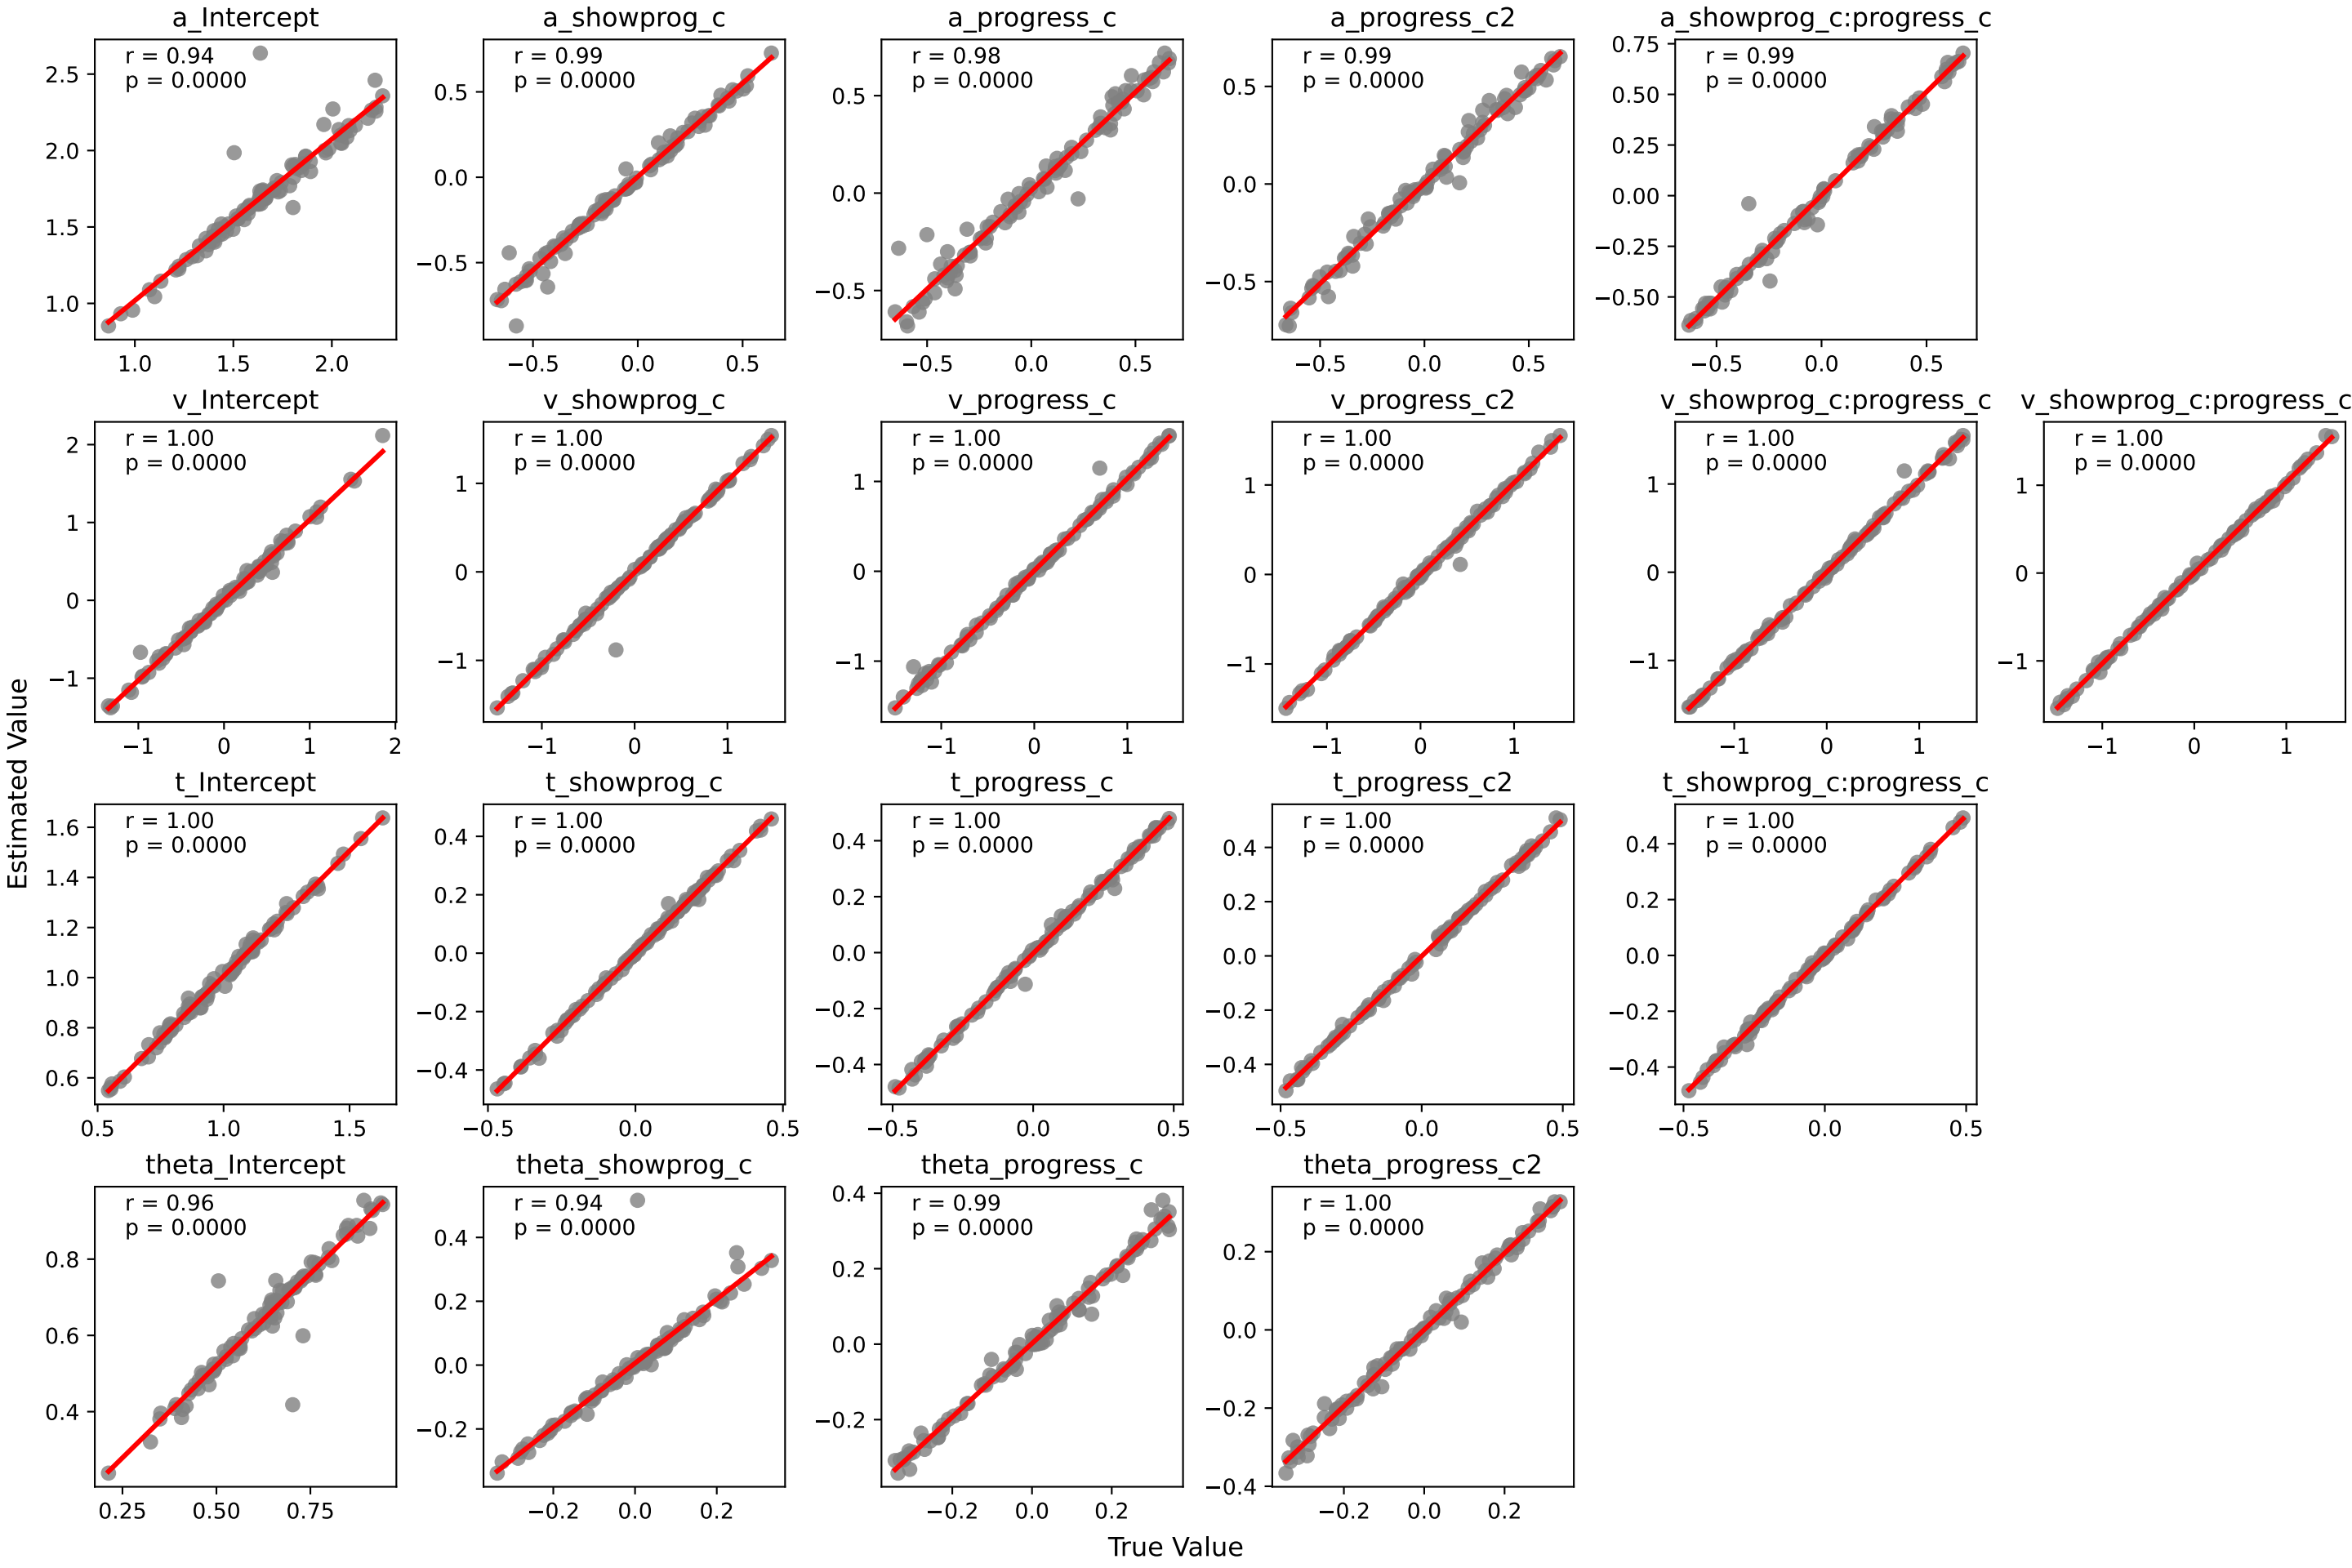 a_Intercept
a_showprog_c
a_progress_c
a_progress_c2
a_showprog_c:progress_c
r = 0.94
p = 0.0000
2.5
2.0
1.5
1.0
1.0 1.5 2.0
r = 0.99
p = 0.0000
0.5
0.0
−0.5
−0.5 0.0 0.5
r = 0.98
p = 0.0000
0.5
0.0
−0.5
−0.5 0.0 0.5
r = 0.99
p = 0.0000
0.5
0.0
−0.5
−0.5 0.0 0.5
r = 0.99
p = 0.0000
0.75
0.50
0.25
0.00
−0.25
−0.50
−0.5 0.0 0.5
v_Intercept
v_showprog_c
v_progress_c
v_progress_c2
v_showprog_c:progress_c
v_showprog_c:progress_c
r = 1.00
p = 0.0000
2
1
0
−1
−1 0 1 2
r = 1.00
p = 0.0000
1
0
−1
−1 0 1
r = 1.00
p = 0.0000
1
0
−1
−1 0 1
r = 1.00
p = 0.0000
1
0
−1
−1 0 1
r = 1.00
p = 0.0000
1
0
−1
−1 0 1
r = 1.00
p = 0.0000
1
0
−1
−1 0 1
Estimated Value
t_Intercept
t_showprog_c
t_progress_c
t_progress_c2
t_showprog_c:progress_c
r = 1.00
p = 0.0000
1.6
1.4
1.2
1.0
0.8
0.6
0.5 1.0 1.5
r = 1.00
p = 0.0000
0.4
0.2
0.0
−0.2
−0.4
−0.5 0.0 0.5
r = 1.00
p = 0.0000
0.4
0.2
0.0
−0.2
−0.4
−0.5 0.0 0.5
r = 1.00
p = 0.0000
0.4
0.2
0.0
−0.2
−0.4
−0.5 0.0 0.5
r = 1.00
p = 0.0000
0.4
0.2
0.0
−0.2
−0.4
−0.5 0.0 0.5
theta_Intercept
theta_showprog_c
theta_progress_c
theta_progress_c2
r = 0.96
p = 0.0000
0.8
0.6
0.4
0.25 0.50 0.75
r = 0.94
p = 0.0000
0.4
0.2
0.0
−0.2
−0.2 0.0 0.2
r = 0.99
p = 0.0000
0.4
0.2
0.0
−0.2
−0.2 0.0 0.2
r = 1.00
p = 0.0000
0.2
0.0
−0.2
−0.4
−0.2 0.0 0.2
True Value